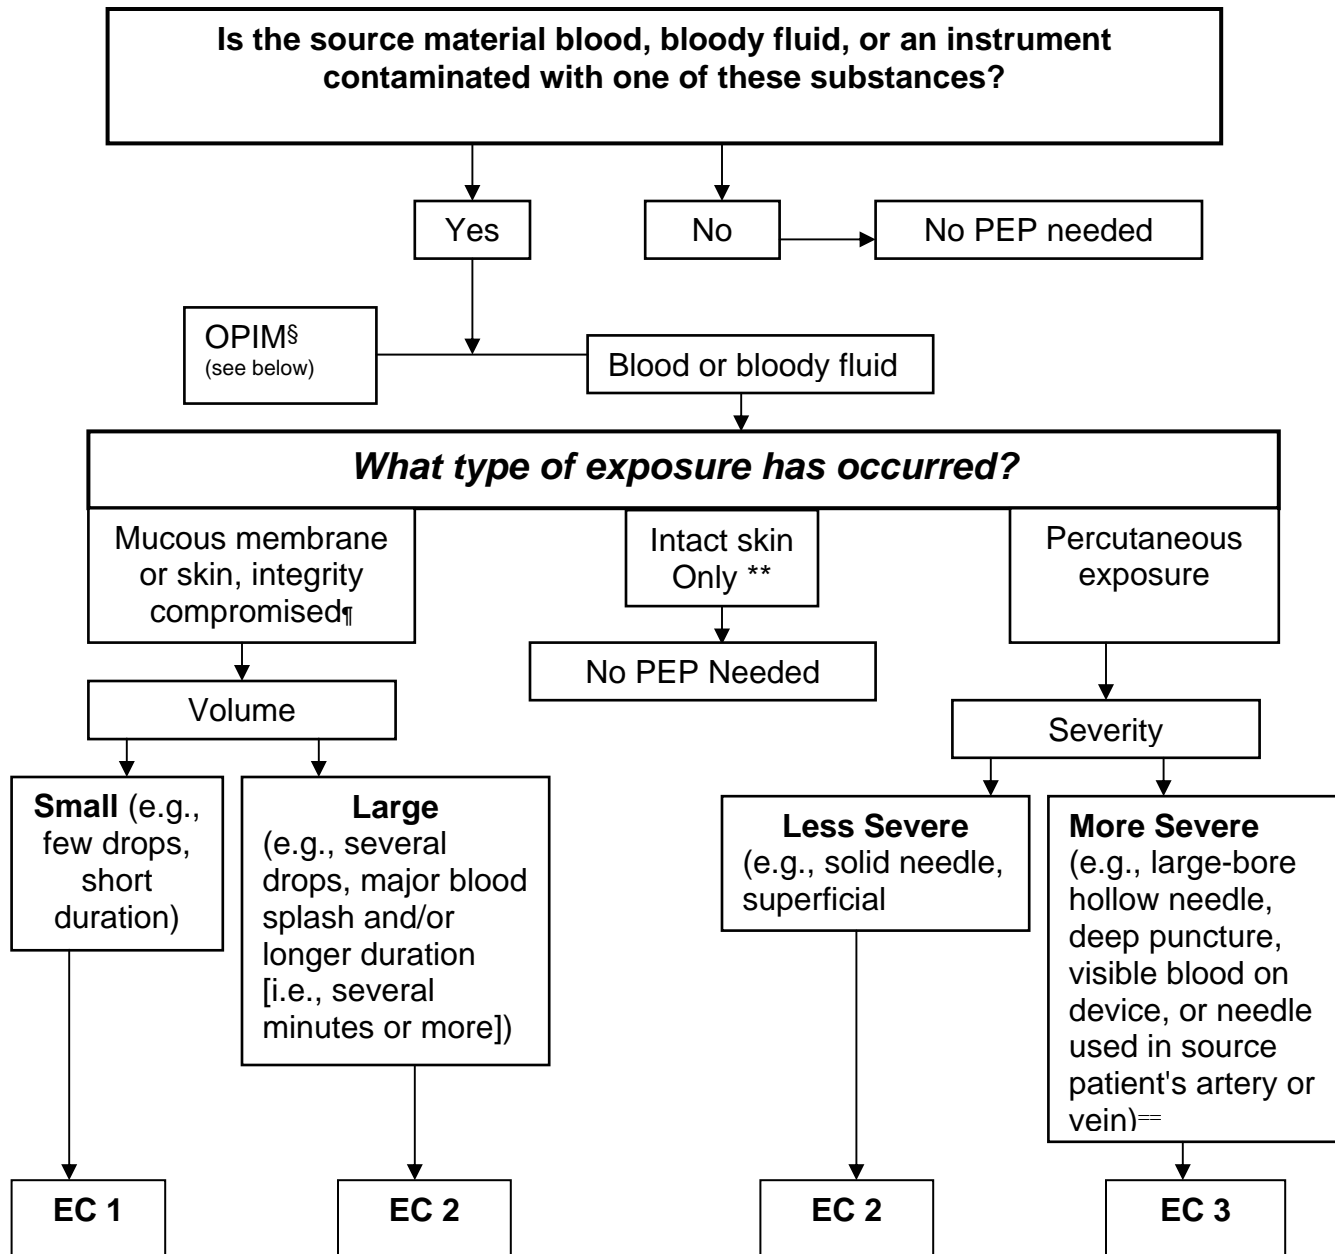 Is the source material blood, bloody fluid, or an instrument
contaminated with one of these substances?
Yes
No
No PEP needed
OPIM§
(see below)
Blood or bloody fluid
What type of exposure has occurred?
Mucous membrane
or skin, integrity
compromised¶
Intact skin
Only **
Percutaneous
exposure
No PEP Needed
Volume
Severity
Small (e.g.,
few drops,
short
duration)
Large
(e.g., several
drops, major blood
splash and/or
longer duration
[i.e., several
minutes or more])
Less Severe
(e.g., solid needle,
superficial
More Severe
(e.g., large-bore
hollow needle,
deep puncture,
visible blood on
device, or needle
used in source
patient's artery or
vein)==
EC 1
EC 2
EC 2
EC 3